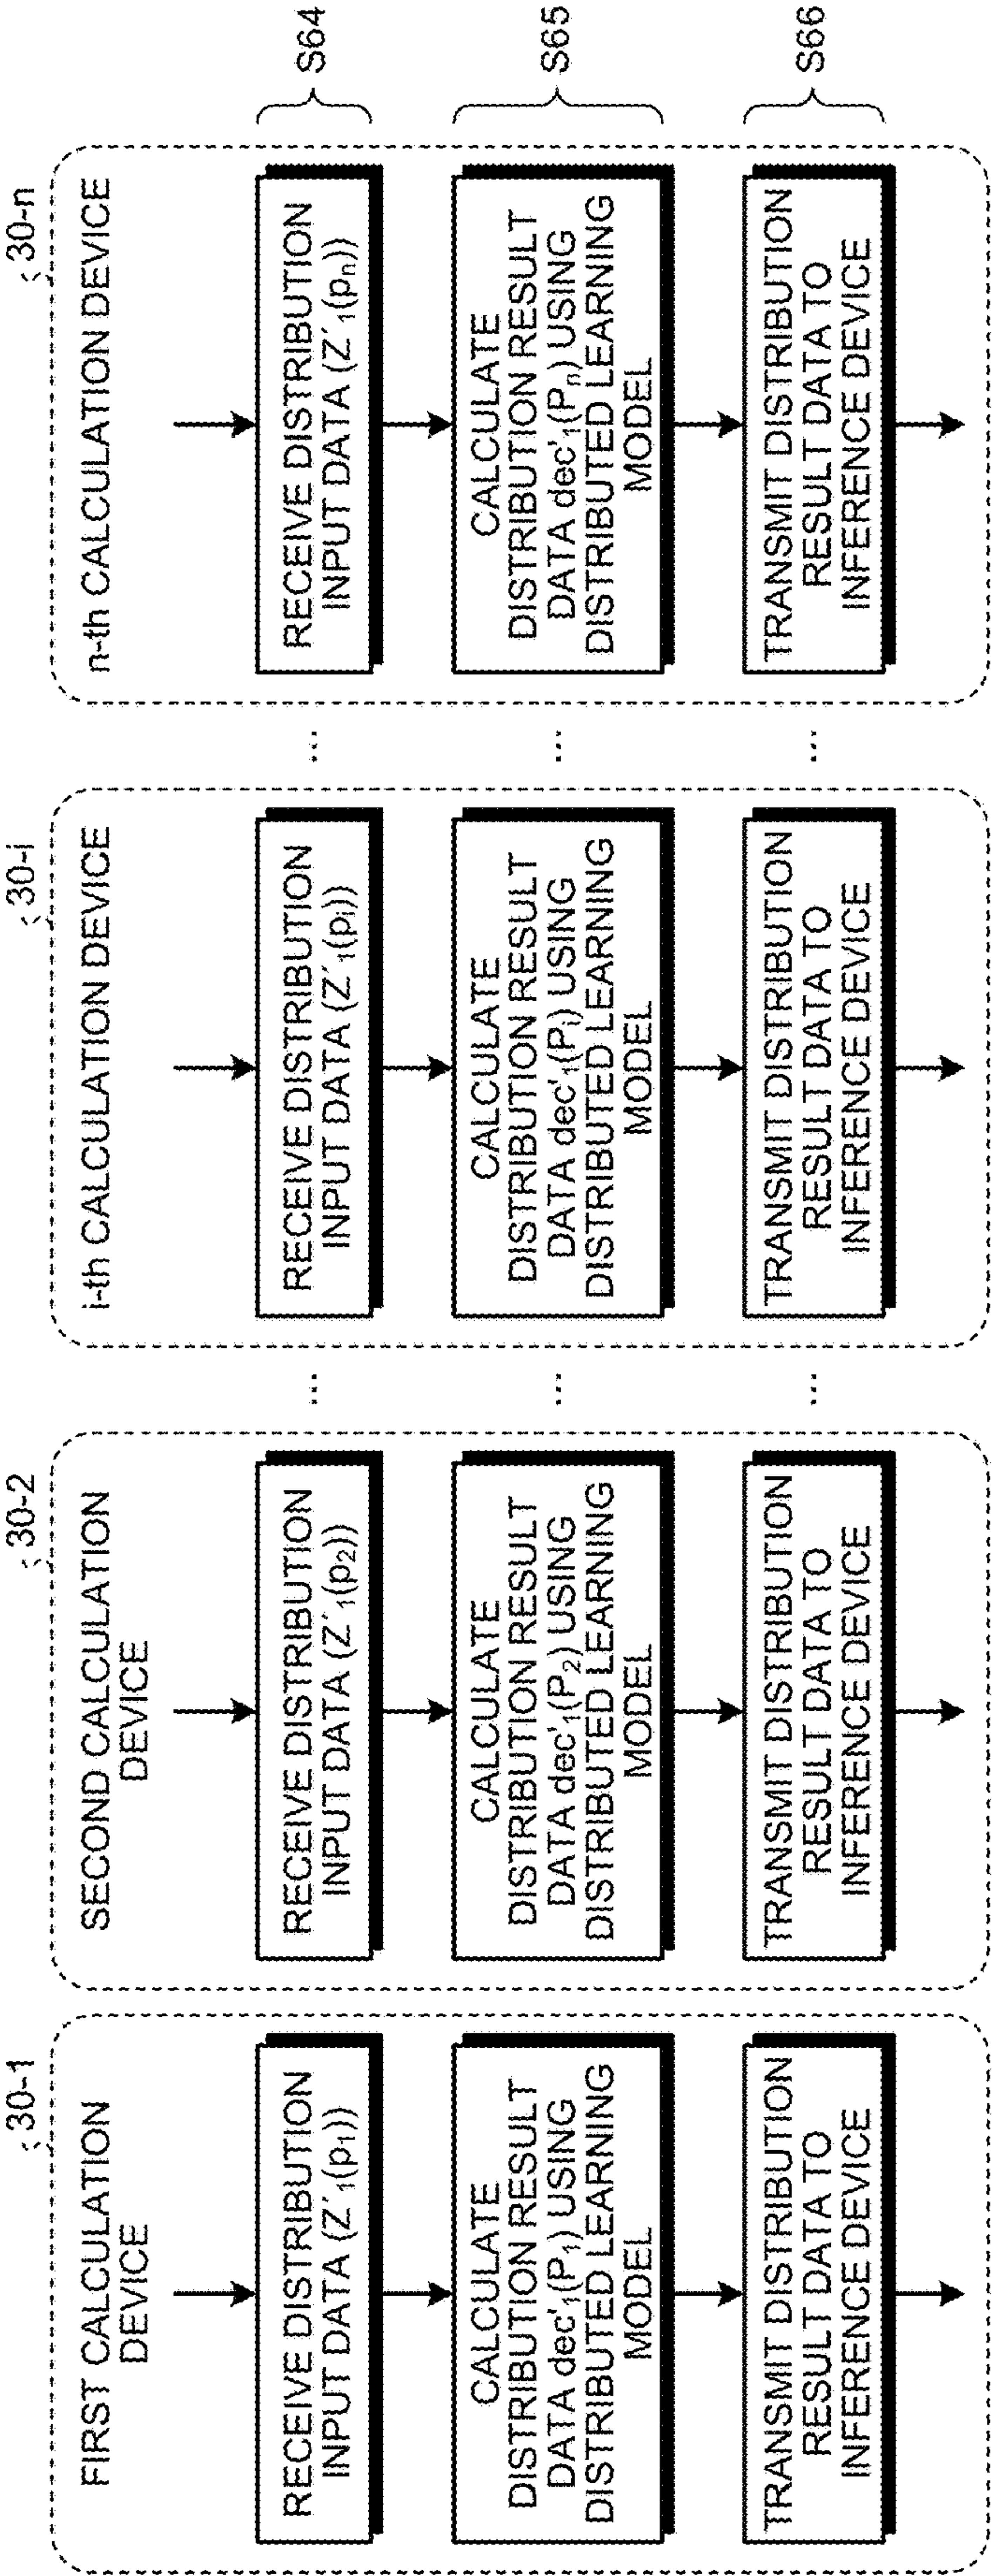 30-1
FIRST CALCULATION
DEVICE
RECEIVE DISTRIBUTION
INPUT DATA (Z´₁(p₁))
CALCULATE
DISTRIBUTION RESULT
DATA dec'₁(P₁) USING
DISTRIBUTED LEARNING
MODEL
TRANSMIT DISTRIBUTION
RESULT DATA TO
INFERENCE DEVICE
30-2
SECOND CALCULATION
DEVICE
RECEIVE DISTRIBUTION
INPUT DATA (Z´₁(p₂))
CALCULATE
DISTRIBUTION RESULT
DATA dec'₁(P₂) USING
DISTRIBUTED LEARNING
MODEL
TRANSMIT DISTRIBUTION
RESULT DATA TO
INFERENCE DEVICE
...
...
...
30-i
i-th CALCULATION DEVICE
RECEIVE DISTRIBUTION
INPUT DATA (Z´₁(pᵢ))
CALCULATE
DISTRIBUTION RESULT
DATA dec'₁(Pᵢ) USING
DISTRIBUTED LEARNING
MODEL
TRANSMIT DISTRIBUTION
RESULT DATA TO
INFERENCE DEVICE
...
...
...
30-n
n-th CALCULATION DEVICE
RECEIVE DISTRIBUTION
INPUT DATA (Z´₁(pₙ))
CALCULATE
DISTRIBUTION RESULT
DATA dec'₁(Pₙ) USING
DISTRIBUTED LEARNING
MODEL
TRANSMIT DISTRIBUTION
RESULT DATA TO
INFERENCE DEVICE
S64
S65
S66